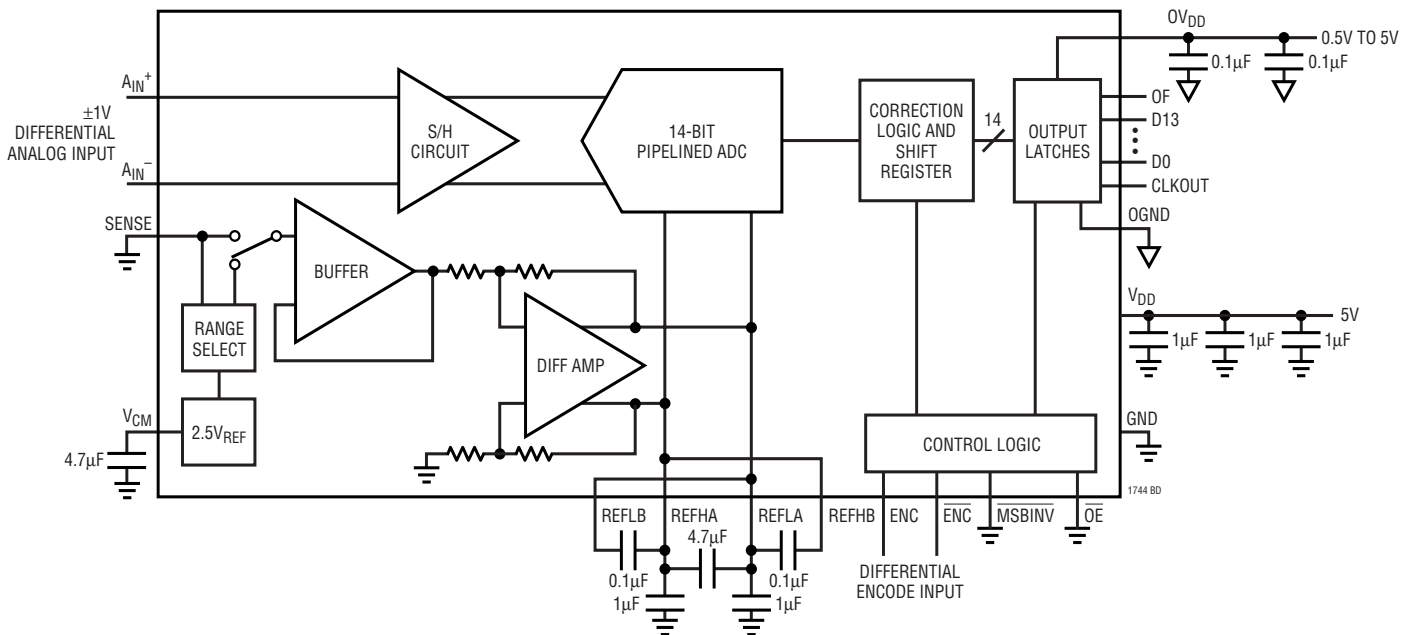 OVDD
0.5V TO 5V
0.1µF
0.1µF
AIN+
±1V
DIFFERENTIAL
ANALOG INPUT
AIN−
S/H
CIRCUIT
14-BIT
PIPELINED ADC
CORRECTION
LOGIC AND
SHIFT
REGISTER
14
OUTPUT
LATCHES
OF
D13
D0
CLKOUT
OGND
SENSE
BUFFER
RANGE
SELECT
DIFF AMP
VDD
5V
1µF
1µF
1µF
VCM
2.5VREF
4.7µF
GND
CONTROL LOGIC
1744 BD
REFLB
REFHA
REFLA
REFHB
ENC
E̅N̅C̅
M̅S̅B̅I̅N̅V̅
O̅E̅
4.7µF
0.1µF
0.1µF
1µF
1µF
DIFFERENTIAL
ENCODE INPUT